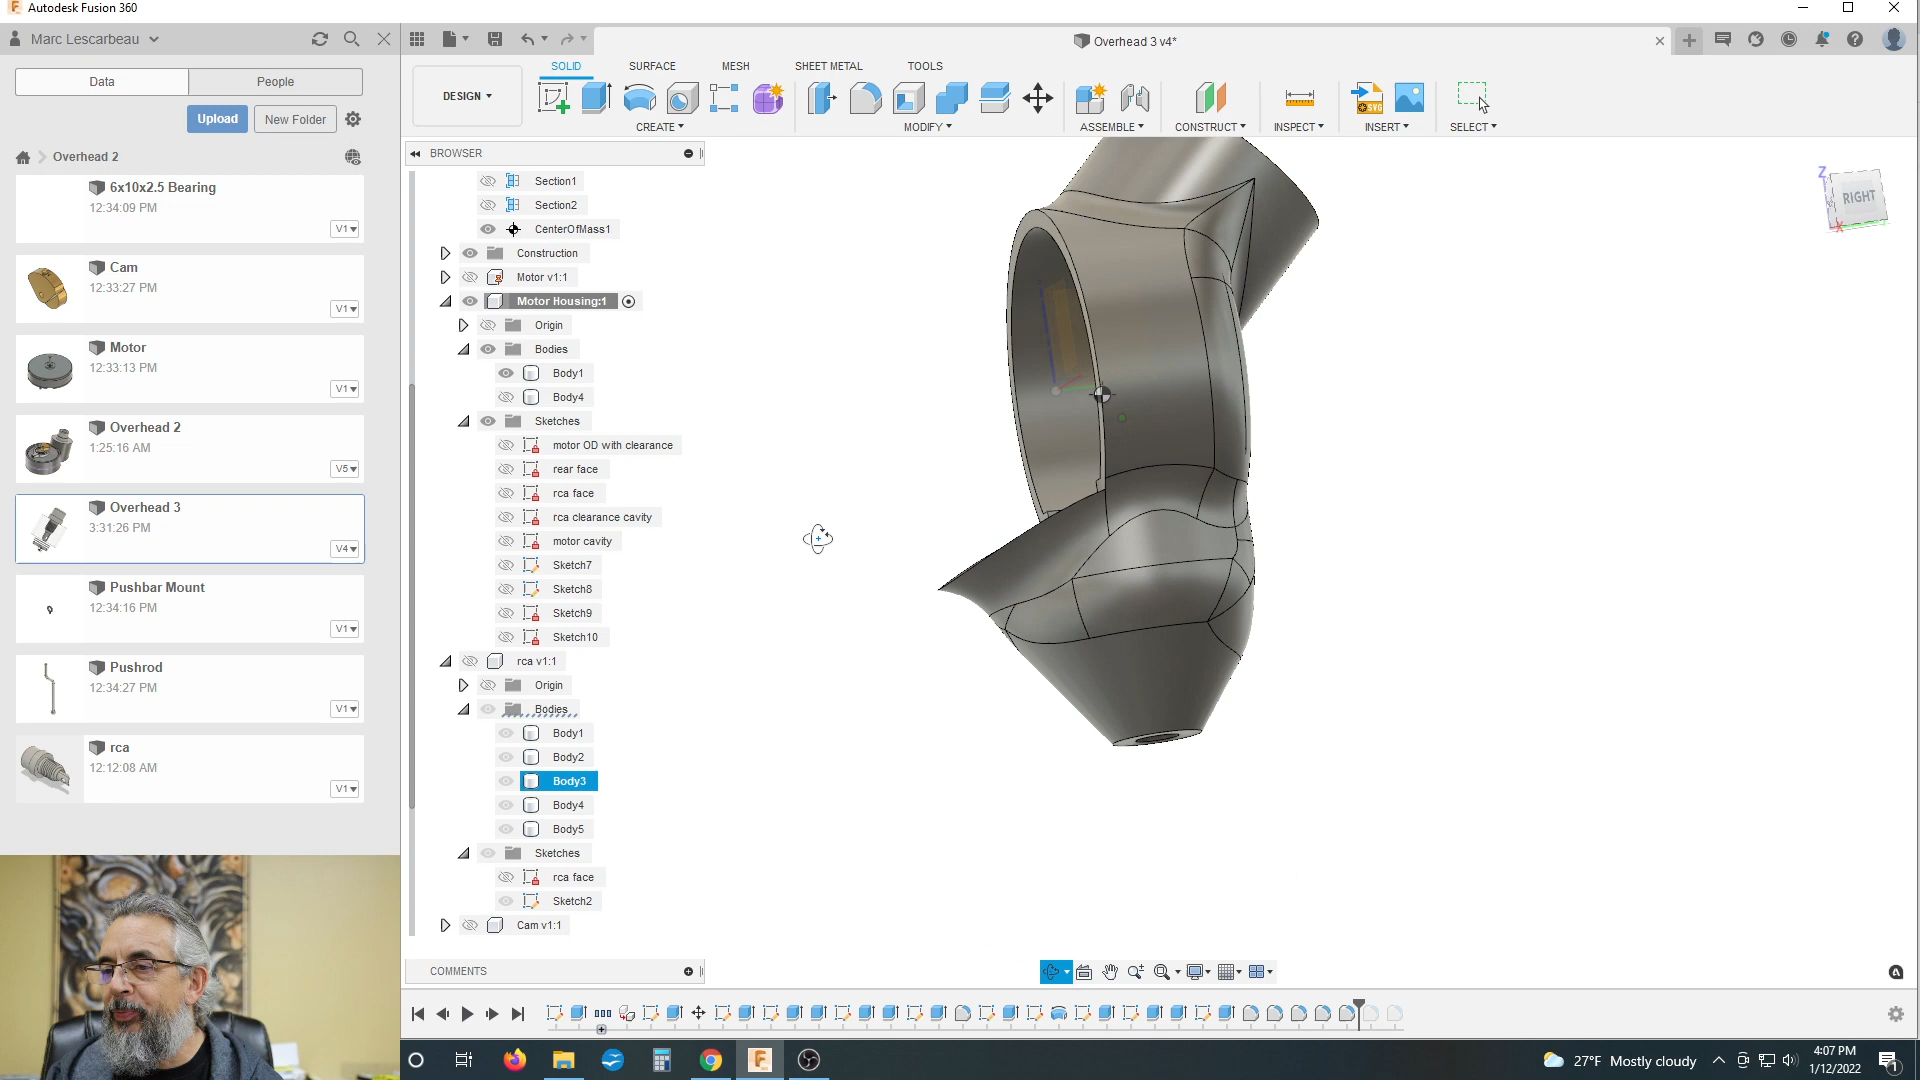 Autodesk Fusion 360
Marc Lescarbeau
Overhead 3 v4*
Data
People
Upload
New Folder
Overhead 2
6x10x2.5 Bearing
12:34:09 PM
V1
Cam
12:33:27 PM
V1
Motor
12:33:13 PM
V1
Overhead 2
1:25:16 AM
V5
Overhead 3
3:31:26 PM
V4
Pushbar Mount
12:34:16 PM
V1
Pushrod
12:34:27 PM
V1
rca
12:12:08 AM
V1
SOLID
SURFACE
MESH
SHEET METAL
TOOLS
DESIGN
CREATE
MODIFY
ASSEMBLE
CONSTRUCT
INSPECT
INSERT
SELECT
SVG
BROWSER
Section1
Section2
CenterOfMass1
Construction
Motor v1:1
Motor Housing:1
Origin
Bodies
Body1
Body4
Sketches
motor OD with clearance
rear face
rca face
rca clearance cavity
motor cavity
Sketch7
Sketch8
Sketch9
Sketch10
rca v1:1
Origin
Bodies
Body1
Body2
Body3
Body4
Body5
Sketches
rca face
Sketch2
Cam v1:1
Z
RIGHT
X
COMMENTS
27°F Mostly cloudy
4:07 PM
1/12/2022
1